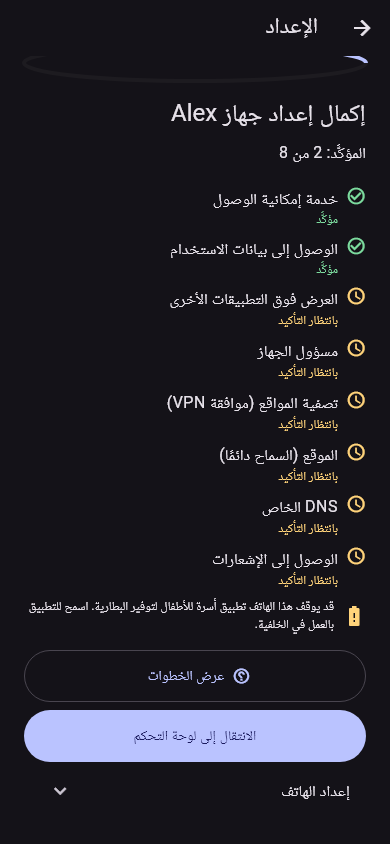 الإعداد
إكمال إعداد جهاز Alex
المؤكَّد: 2 من 8
خدمة إمكانية الوصول
مؤكَّد
الوصول إلى بيانات الاستخدام
مؤكَّد
العرض فوق التطبيقات الأخرى
بانتظار التأكيد
مسؤول الجهاز
بانتظار التأكيد
تصفية المواقع (موافقة VPN)
بانتظار التأكيد
الموقع (السماح دائمًا)
بانتظار التأكيد
DNS الخاص
بانتظار التأكيد
الوصول إلى الإشعارات
بانتظار التأكيد
قد يوقف هذا الهاتف تطبيق أسرة للأطفال لتوفير البطارية. اسمح للتطبيق
بالعمل في الخلفية.
عرض الخطوات
الانتقال إلى لوحة التحكم
إعداد الهاتف